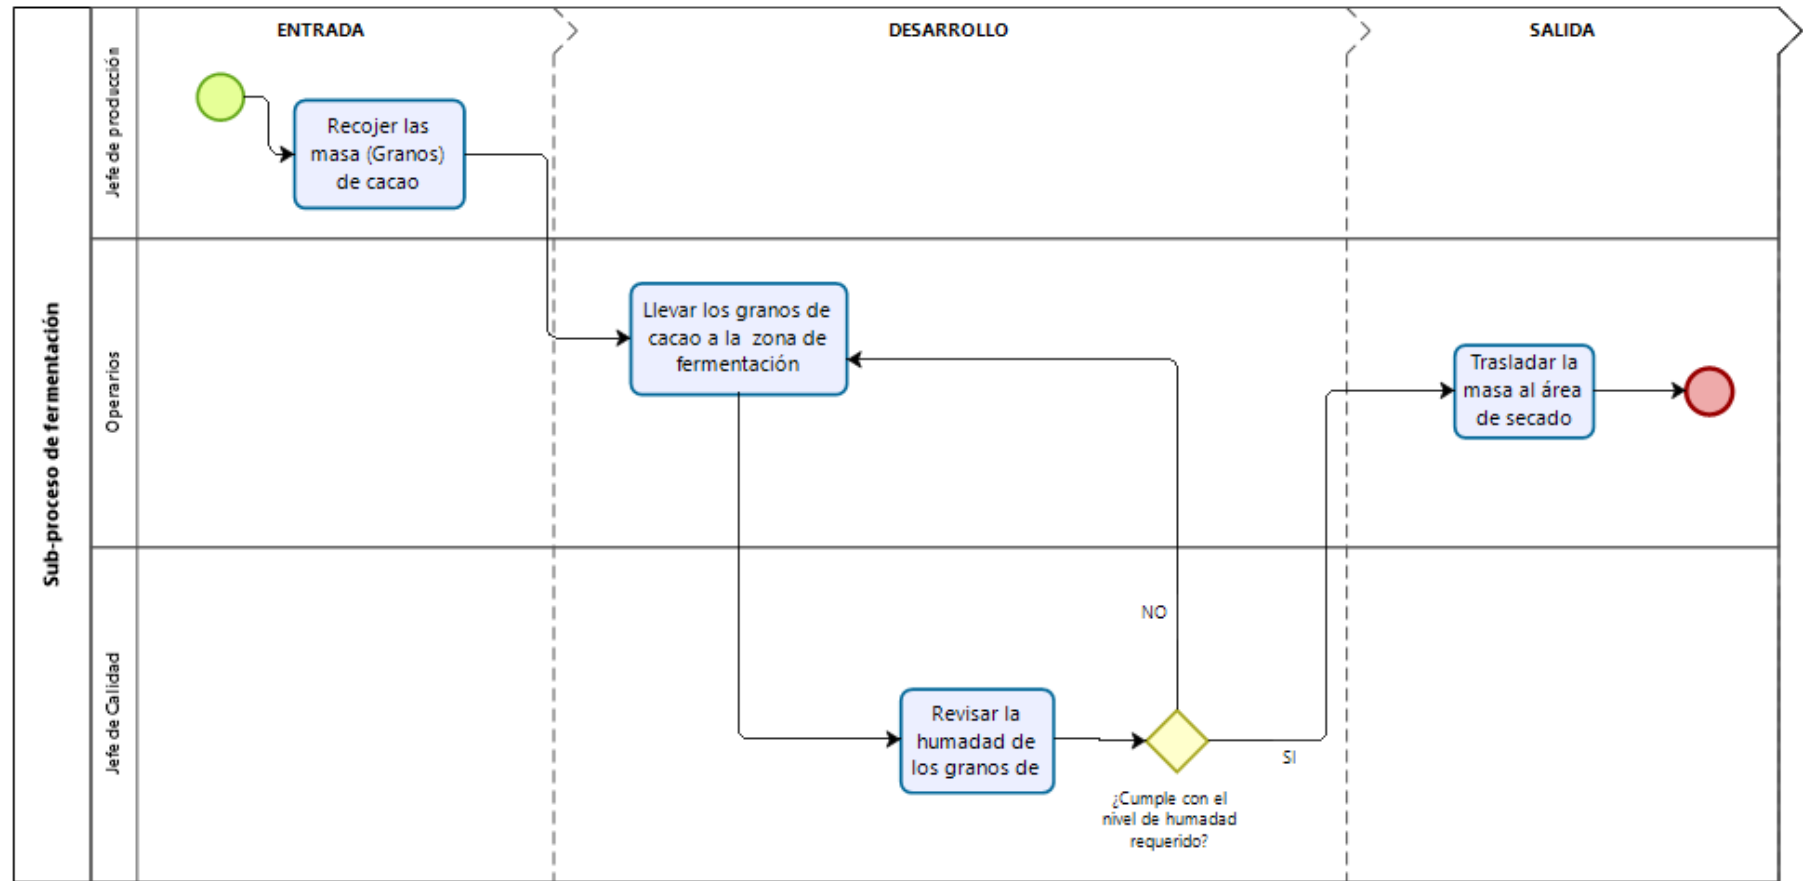 ENTRADA
DESARROLLO
SALIDA
Sub-proceso de fermentación
Jefe de producción
Recojer las
masa (Granos)
de cacao
Operarios
Llevar los granos de
cacao a la zona de
fermentación
Trasladar la
masa al área
de secado
Jefe de Calidad
NO
Revisar la
humadad de
los granos de
SI
¿Cumple con el
nivel de humadad
requerido?